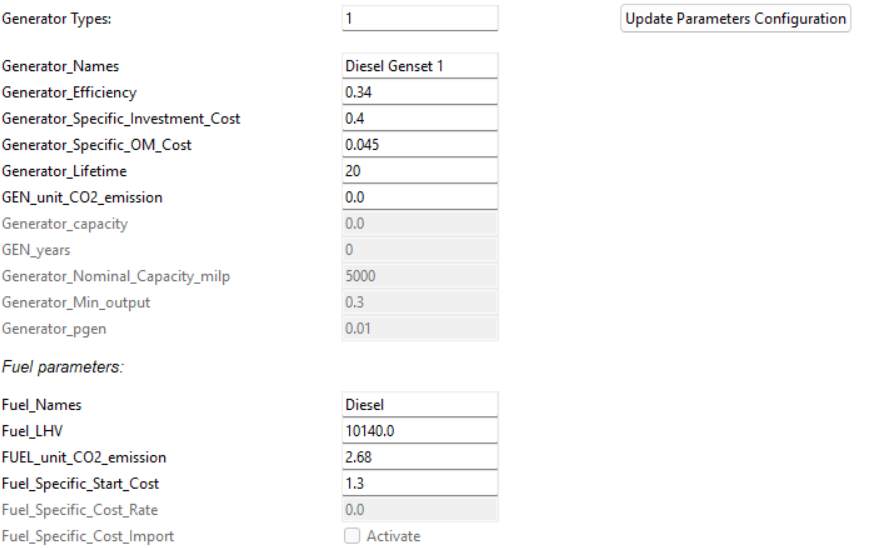 Generator Types: 1 Update Parameters Configuration
Generator_Names Diesel Genset 1
Generator_Efficiency 0.34
Generator_Specific_Investment_Cost 0.4
Generator_Specific_OM_Cost 0.045
Generator_Lifetime 20
GEN_unit_CO2_emission 0.0
Generator_capacity 0.0
GEN_years 0
Generator_Nominal_Capacity_milp 5000
Generator_Min_output 0.3
Generator_pgen 0.01
Fuel parameters:
Fuel_Names Diesel
Fuel_LHV 10140.0
FUEL_unit_CO2_emission 2.68
Fuel_Specific_Start_Cost 1.3
Fuel_Specific_Cost_Rate 0.0
Fuel_Specific_Cost_Import Activate